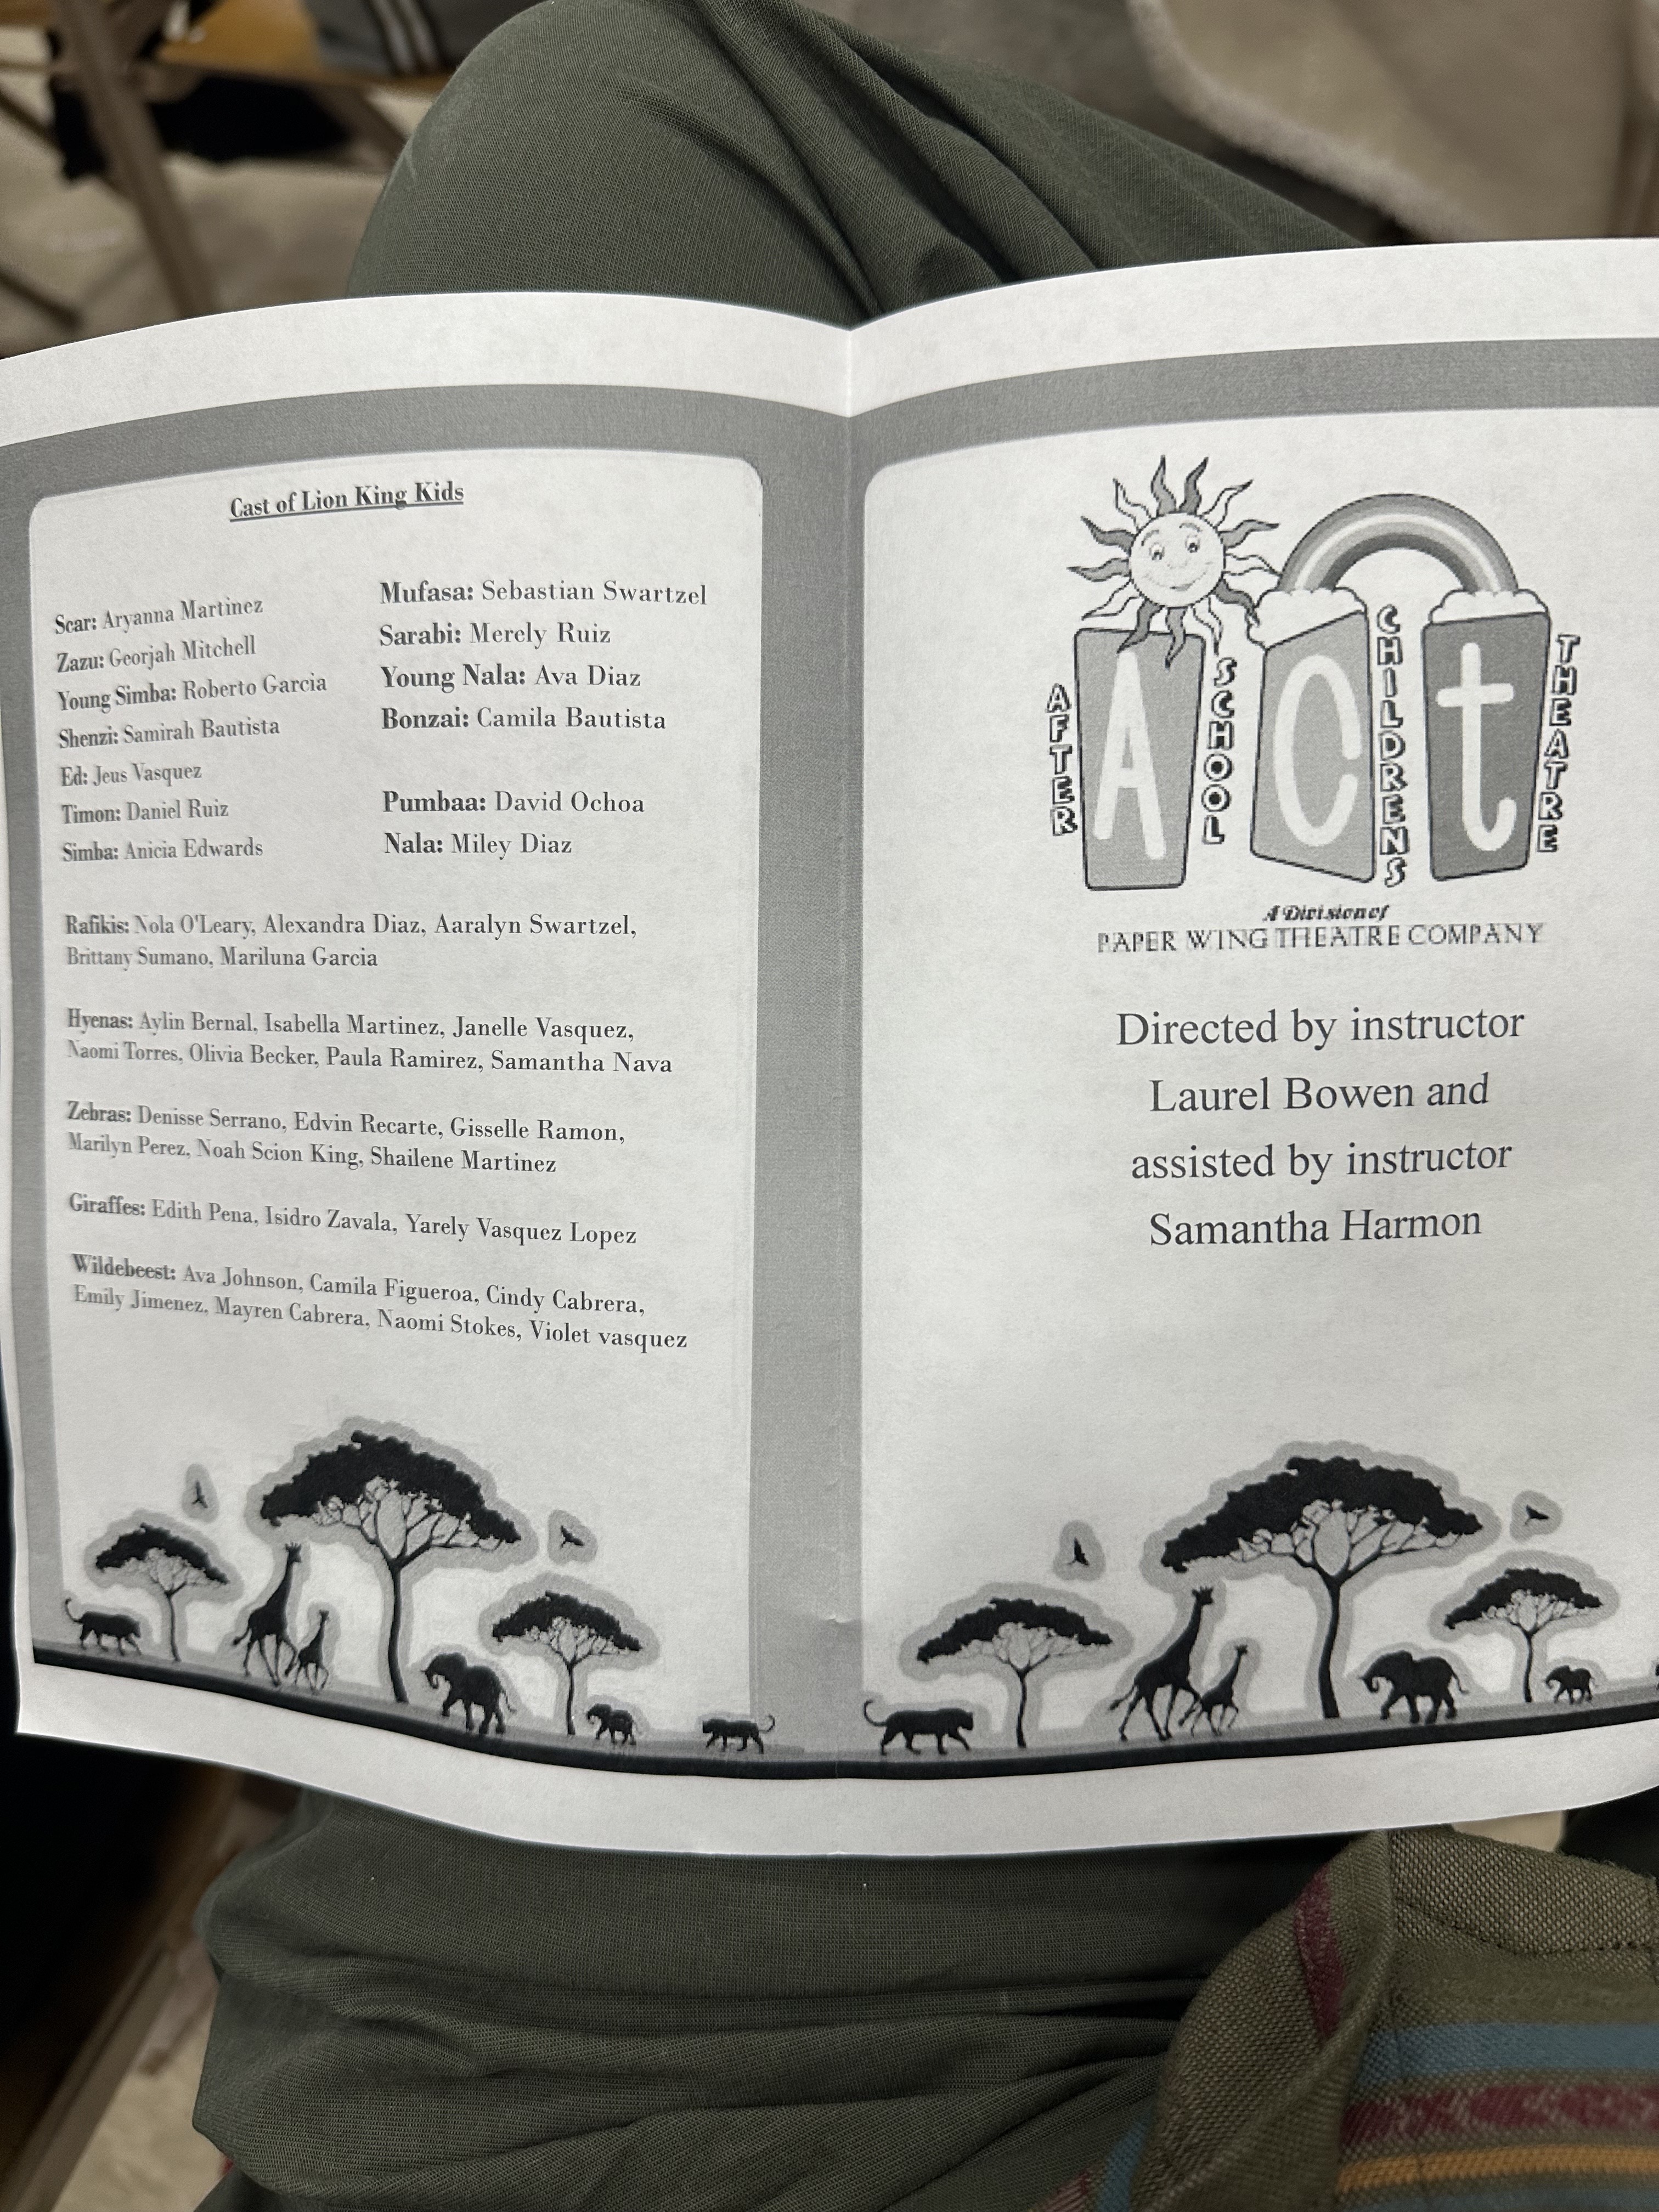 Cast of Lion King Kids
Scar: Aryanna Martinez
Zazu: Georjah Mitchell
Young Simba: Roberto Garcia
Shenzi: Samirah Bautista
Ed: Jeus Vasquez
Timon: Daniel Ruiz
Simba: Anicia Edwards
Mufasa: Sebastian Swartzel
Sarabi: Merely Ruiz
Young Nala: Ava Diaz
Bonzai: Camila Bautista
Pumbaa: David Ochoa
Nala: Miley Diaz
Rafikis: Nola O'Leary, Alexandra Diaz, Aaralyn Swartzel,
Brittany Sumano, Mariluna Garcia
Hyenas: Aylin Bernal, Isabella Martinez, Janelle Vasquez,
Naomi Torres, Olivia Becker, Paula Ramirez, Samantha Nava
Zebras: Denisse Serrano, Edvin Recarte, Gisselle Ramon,
Marilyn Perez, Noah Scion King, Shailene Martinez
Giraffes: Edith Pena, Isidro Zavala, Yarely Vasquez Lopez
Wildebeest: Ava Johnson, Camila Figueroa, Cindy Cabrera,
Emily Jimenez, Mayren Cabrera, Naomi Stokes, Violet vasquez
AFTER
A
SCHOOL
C
CHILDRENS
t
THEATRE
A Division of
PAPER WING THEATRE COMPANY
Directed by instructor
Laurel Bowen and
assisted by instructor
Samantha Harmon